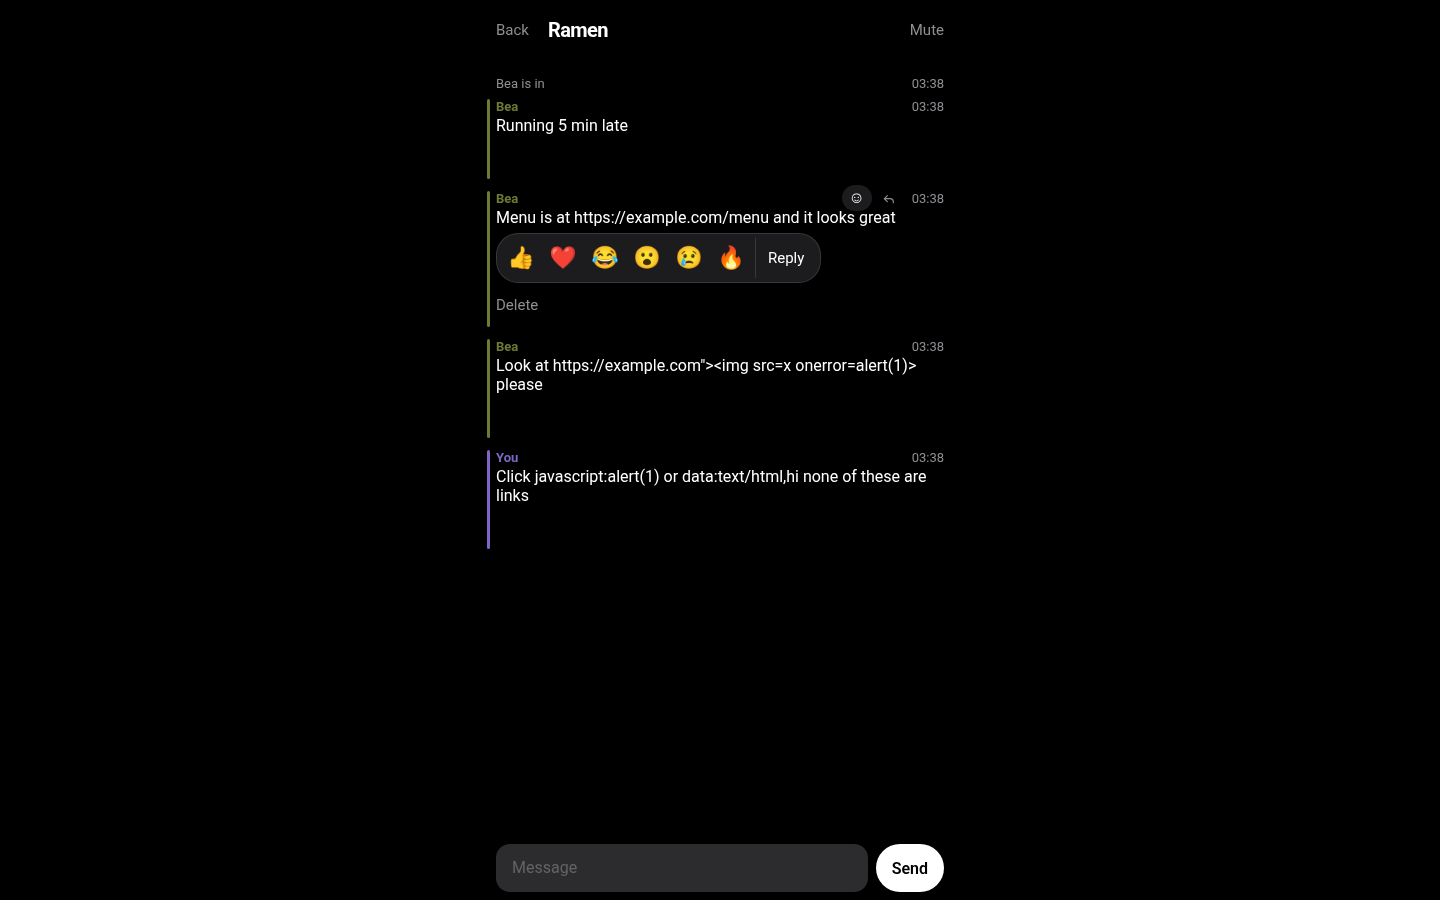 Back Ramen Mute
Bea is in 03:38
Bea 03:38
Running 5 min late
Bea 03:38
Menu is at https://example.com/menu and it looks great
👍 ❤️ 😂 😮 😢 🔥 Reply
Delete
Bea 03:38
Look at https://example.com"><img src=x onerror=alert(1)>
please
You 03:38
Click javascript:alert(1) or data:text/html,hi none of these are
links
Message Send